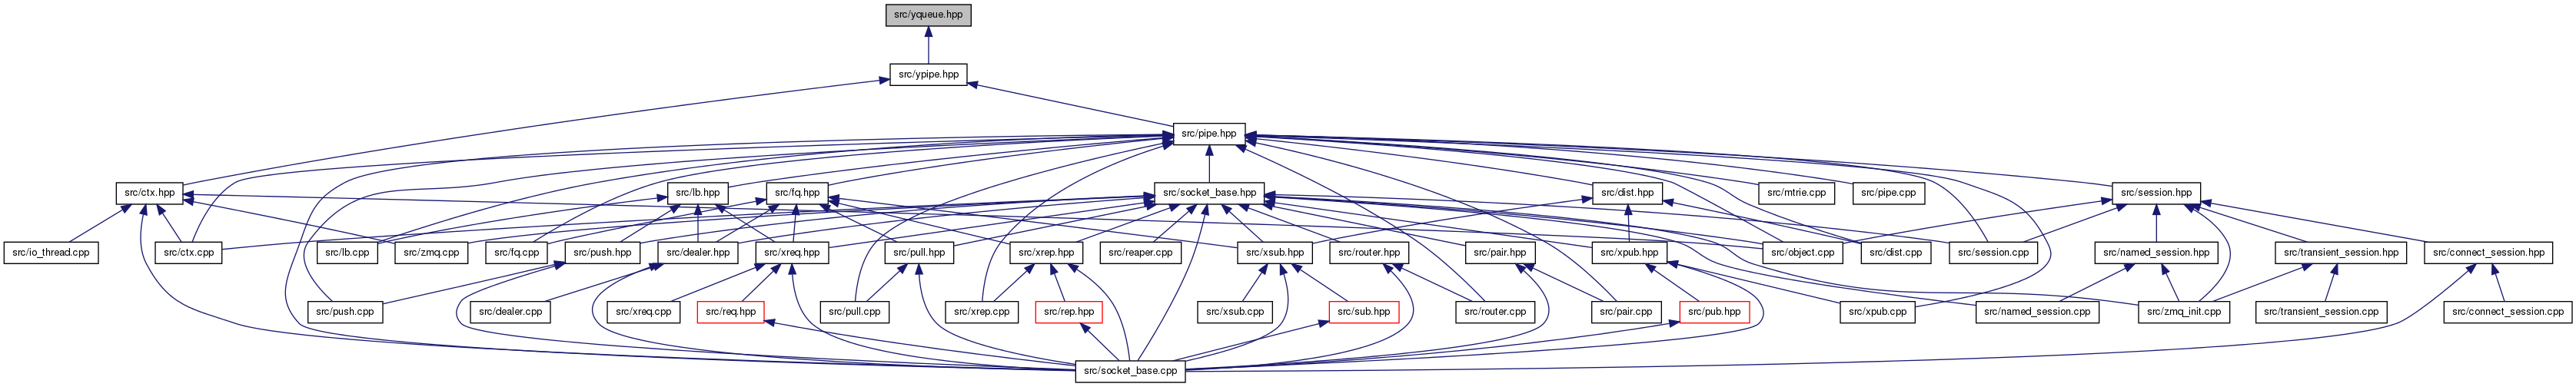 src/yqueue.hpp
src/ypipe.hpp
src/pipe.hpp
src/ctx.hpp
src/lb.hpp
src/fq.hpp
src/socket_base.hpp
src/dist.hpp
src/mtrie.cpp
src/pipe.cpp
src/session.hpp
src/io_thread.cpp
src/ctx.cpp
src/lb.cpp
src/zmq.cpp
src/fq.cpp
src/push.hpp
src/dealer.hpp
src/xreq.hpp
src/pull.hpp
src/xrep.hpp
src/reaper.cpp
src/xsub.hpp
src/router.hpp
src/pair.hpp
src/xpub.hpp
src/object.cpp
src/dist.cpp
src/session.cpp
src/named_session.hpp
src/transient_session.hpp
src/connect_session.hpp
src/push.cpp
src/dealer.cpp
src/xreq.cpp
src/req.hpp
src/pull.cpp
src/xrep.cpp
src/rep.hpp
src/xsub.cpp
src/sub.hpp
src/router.cpp
src/pair.cpp
src/pub.hpp
src/xpub.cpp
src/named_session.cpp
src/zmq_init.cpp
src/transient_session.cpp
src/connect_session.cpp
src/socket_base.cpp